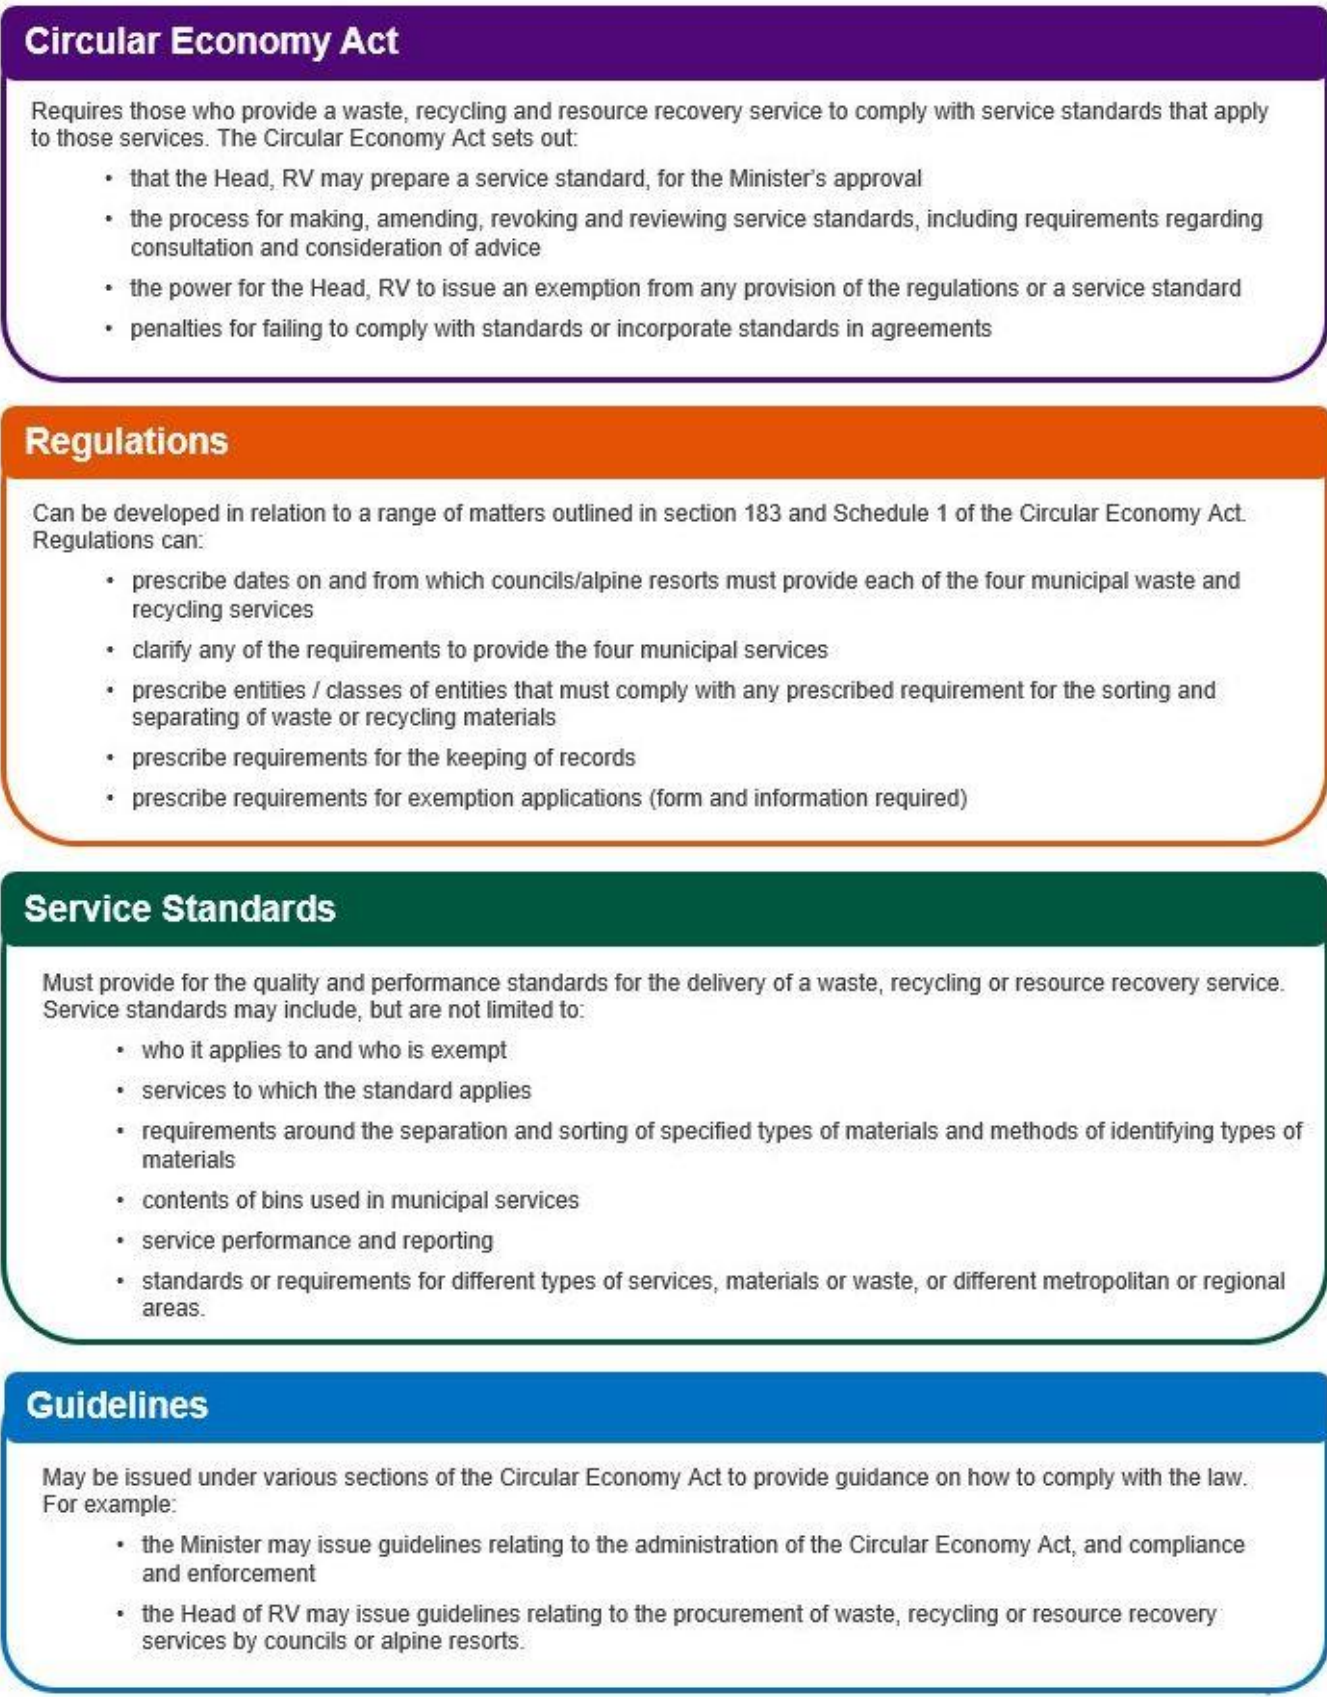 Circular Economy Act
Requires those who provide a waste, recycling and resource recovery service to comply with service standards that apply
to those services. The Circular Economy Act sets out:
• that the Head, RV may prepare a service standard, for the Minister's approval
• the process for making, amending, revoking and reviewing service standards, including requirements regarding
consultation and consideration of advice
• the power for the Head, RV to issue an exemption from any provision of the regulations or a service standard
• penalties for failing to comply with standards or incorporate standards in agreements
Regulations
Can be developed in relation to a range of matters outlined in section 183 and Schedule 1 of the Circular Economy Act.
Regulations can:
• prescribe dates on and from which councils/alpine resorts must provide each of the four municipal waste and
recycling services
• clarify any of the requirements to provide the four municipal services
• prescribe entities / classes of entities that must comply with any prescribed requirement for the sorting and
separating of waste or recycling materials
• prescribe requirements for the keeping of records
• prescribe requirements for exemption applications (form and information required)
Service Standards
Must provide for the quality and performance standards for the delivery of a waste, recycling or resource recovery service.
Service standards may include, but are not limited to:
• who it applies to and who is exempt
• services to which the standard applies
• requirements around the separation and sorting of specified types of materials and methods of identifying types of
materials
• contents of bins used in municipal services
• service performance and reporting
• standards or requirements for different types of services, materials or waste, or different metropolitan or regional
areas.
Guidelines
May be issued under various sections of the Circular Economy Act to provide guidance on how to comply with the law.
For example:
• the Minister may issue guidelines relating to the administration of the Circular Economy Act, and compliance
and enforcement
• the Head of RV may issue guidelines relating to the procurement of waste, recycling or resource recovery
services by councils or alpine resorts.